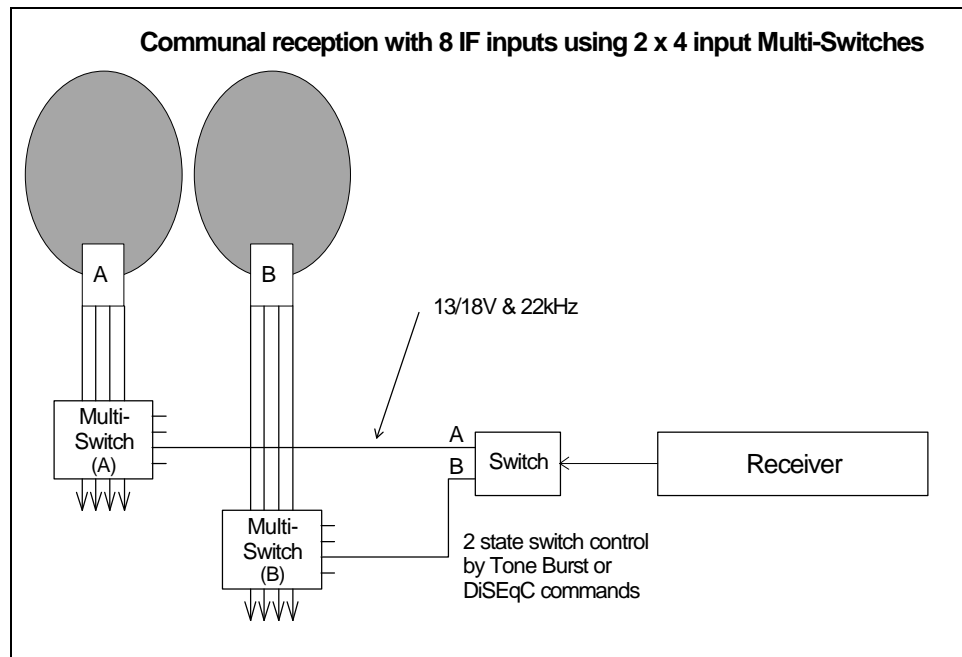 Communal reception with 8 IF inputs using 2 x 4 input Multi-Switches
A
B
13/18V & 22kHz
Multi-
Switch
(A)
A
B
Switch
Receiver
Multi-
Switch
(B)
2 state switch control
by Tone Burst or
DiSEqC commands